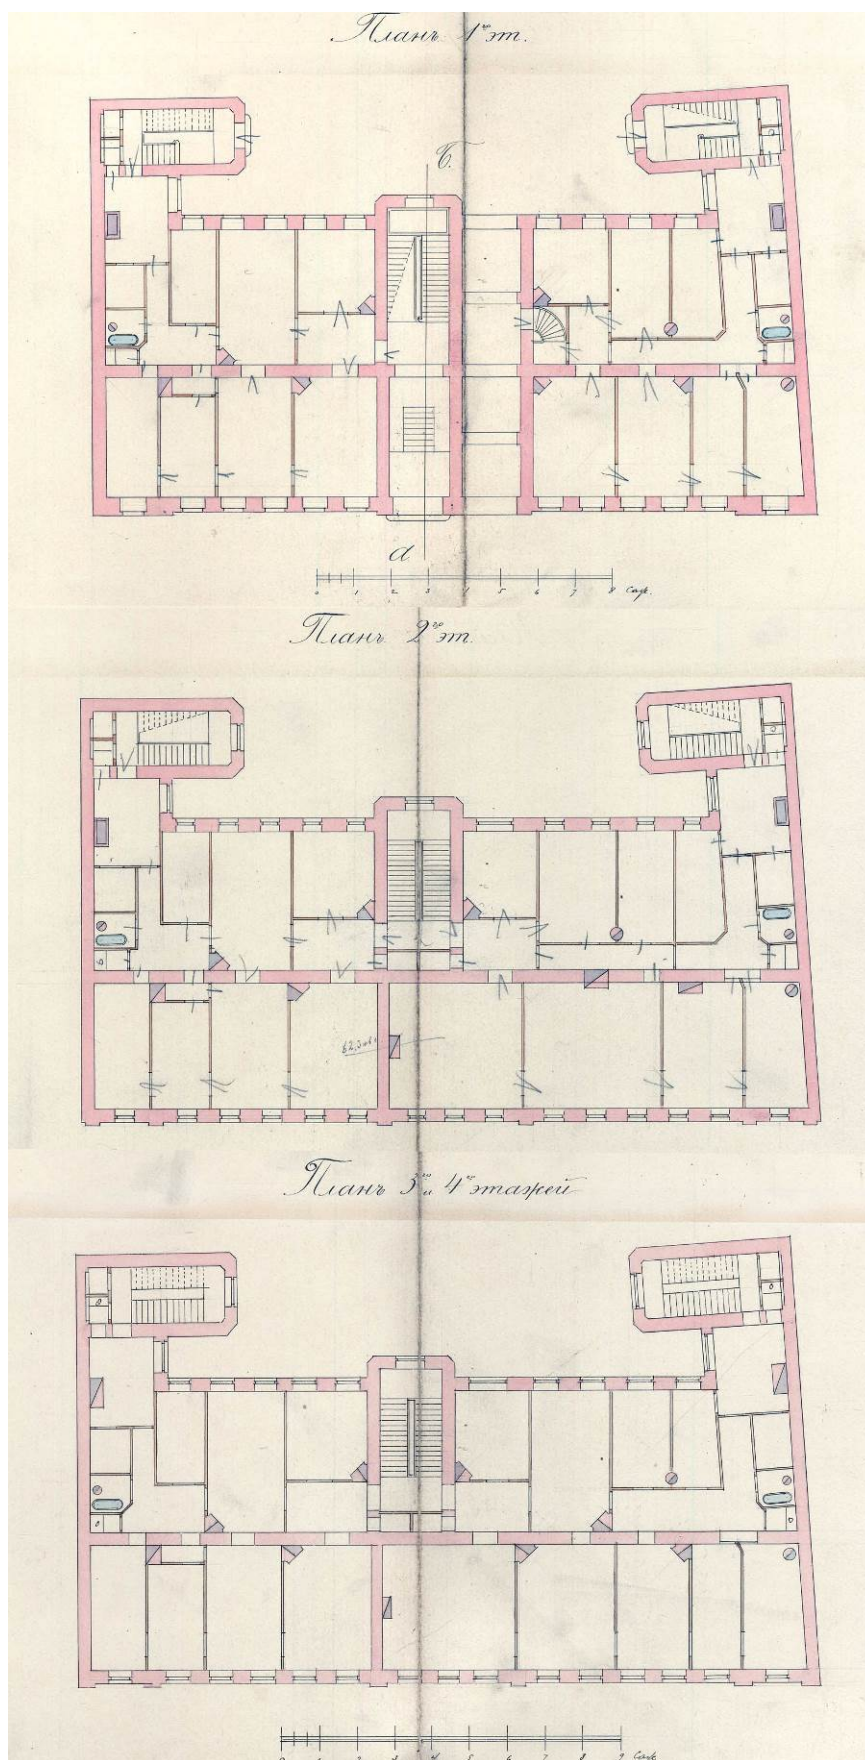 Планъ 1го эт.
б.
а
0 1 2 3 4 5 6 7 8 Саж.
Планъ 2го эт.
Планъ 3го и 4го этажей
0 1 2 3 4 5 6 7 8 9 Саж.